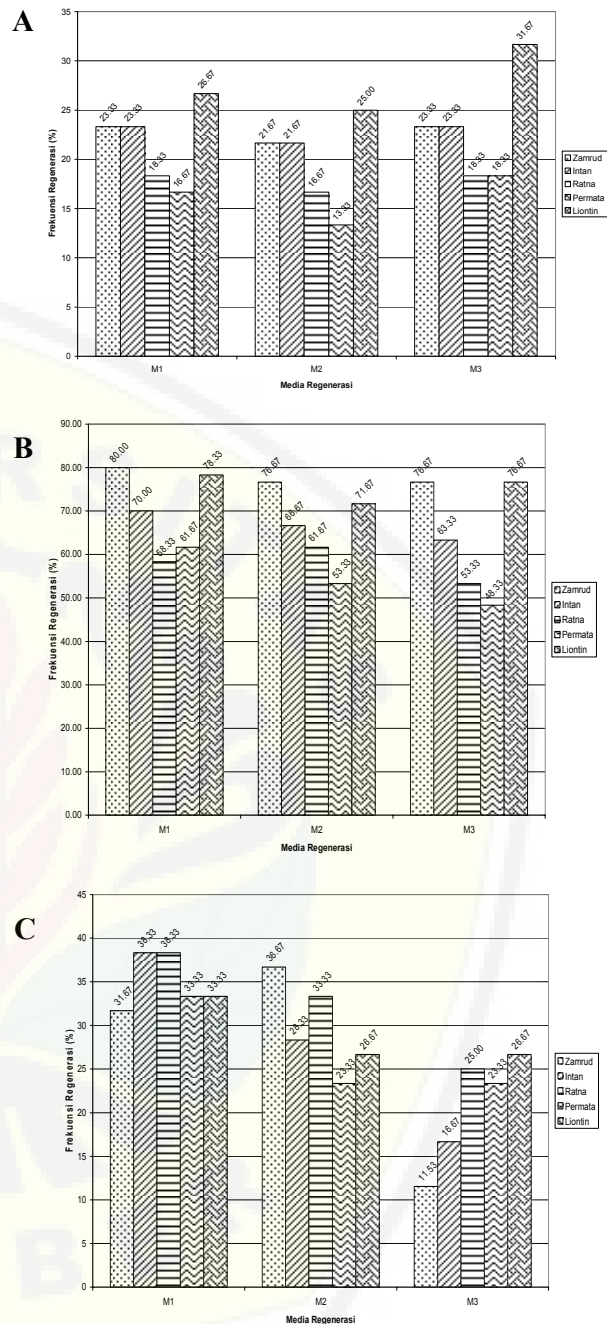 A
Frekuensi Regenerasi (%)
35
30
25
20
15
10
5
0
23.33
23.33
18.33
16.67
26.67
21.67
21.67
16.67
13.33
25.00
23.33
23.33
18.33
18.33
31.67
M1 M2 M3
Media Regenerasi
Zamrud
Intan
Ratna
Permata
Liontin
B
Frekuensi Regenerasi (%)
90.00
80.00
70.00
60.00
50.00
40.00
30.00
20.00
10.00
0.00
80.00
70.00
58.33
61.67
78.33
76.67
66.67
61.67
53.33
71.67
76.67
63.33
53.33
48.33
76.67
M1 M2 M3
Media Regenerasi
Zamrud
Intan
Ratna
Permata
Liontin
C
Frekuensi Regenerasi (%)
45
40
35
30
25
20
15
10
5
0
31.67
38.33
38.33
33.33
33.33
36.67
28.33
33.33
23.33
26.67
11.53
16.67
25.00
23.33
26.67
M1 M2 M3
Media Regenerasi
Zamrud
Intan
Ratna
Permata
Liontin